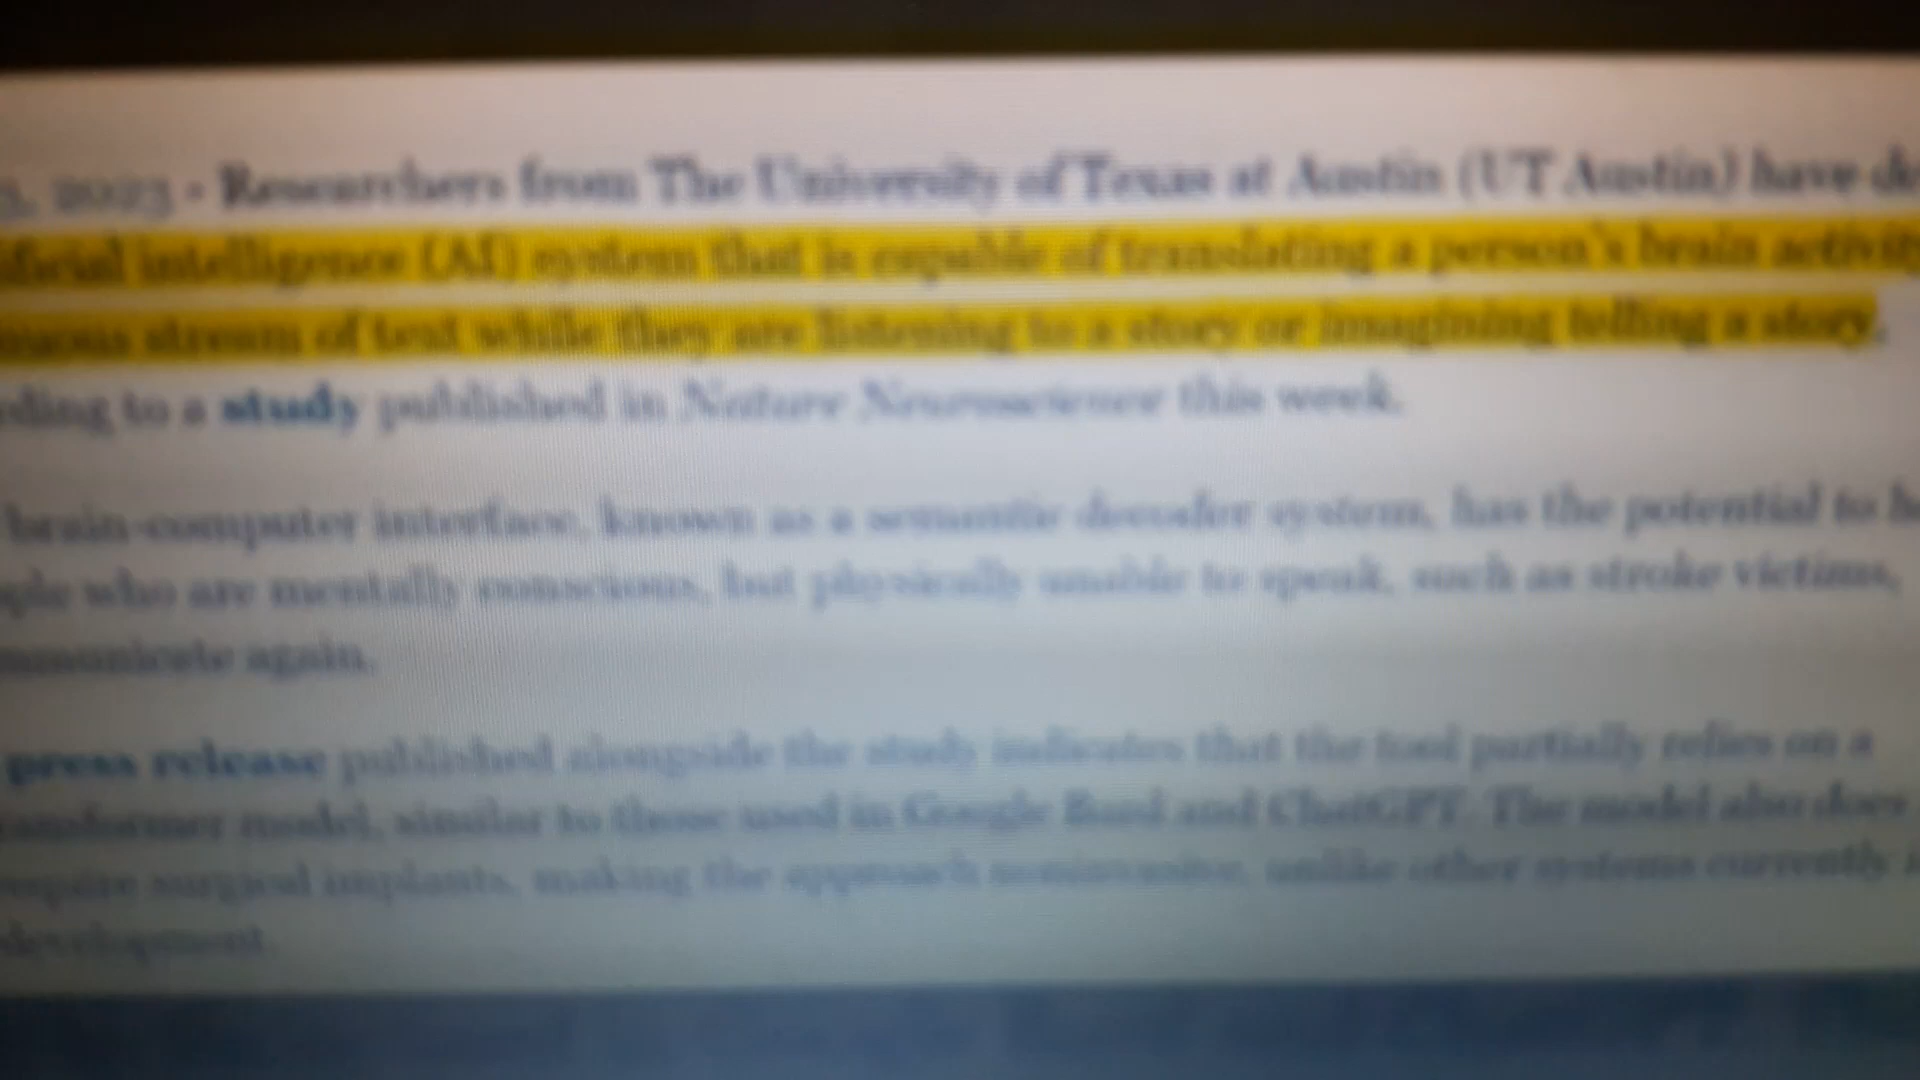 3, 2023 - Researchers from The University of Texas at Austin (UT Austin) have de
ificial intelligence (AI) system that is capable of translating a person's brain activity
nuous stream of text while they are listening to a story or imagining telling a story,
ding to a study published in Nature Neuroscience this week.
brain-computer interface, known as a semantic decoder system, has the potential to he
ple who are mentally conscious, but physically unable to speak, such as stroke victims,
mmunicate again.
press release published alongside the study indicates that the tool partially relies on a
ansformer model, similar to those used in Google Bard and ChatGPT. The model also does
require surgical implants, making the approach noninvasive, unlike other systems currently i
development.